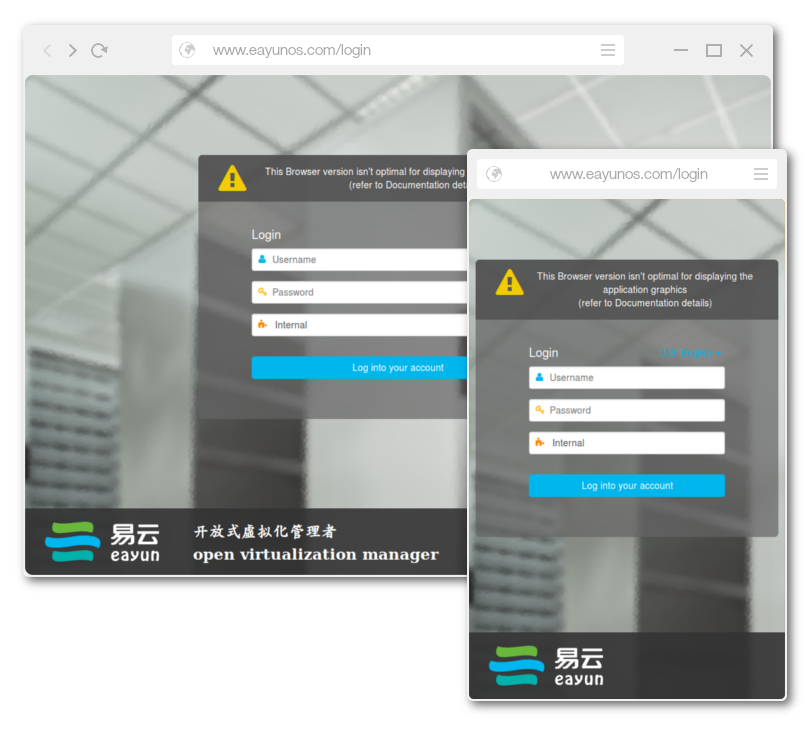 www.eayunos.com/login
This Browser version isn't optimal for displaying
(refer to Documentation
Login
Username
Password
Internal
Log into your account
易云
eayun
开放式虚拟化管理者
open virtualization manager
www.eayunos.com/login
This Browser version isn't optimal for displaying the
application graphics
(refer to Documentation details)
Login
Username
Password
Internal
Log into your account
易云
eayun